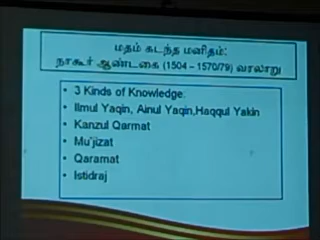 மதம் கடந்த மனிதம்:
நாகூர் ஆண்டகை (1504 – 1570/79) வரலாறு
• 3 Kinds of Knowledge:
• Ilmul Yaqin, Ainul Yaqin,Haqqul Yakin
• Kanzul Qarmat
• Mu'jizat
• Qaramat
• Istidraj